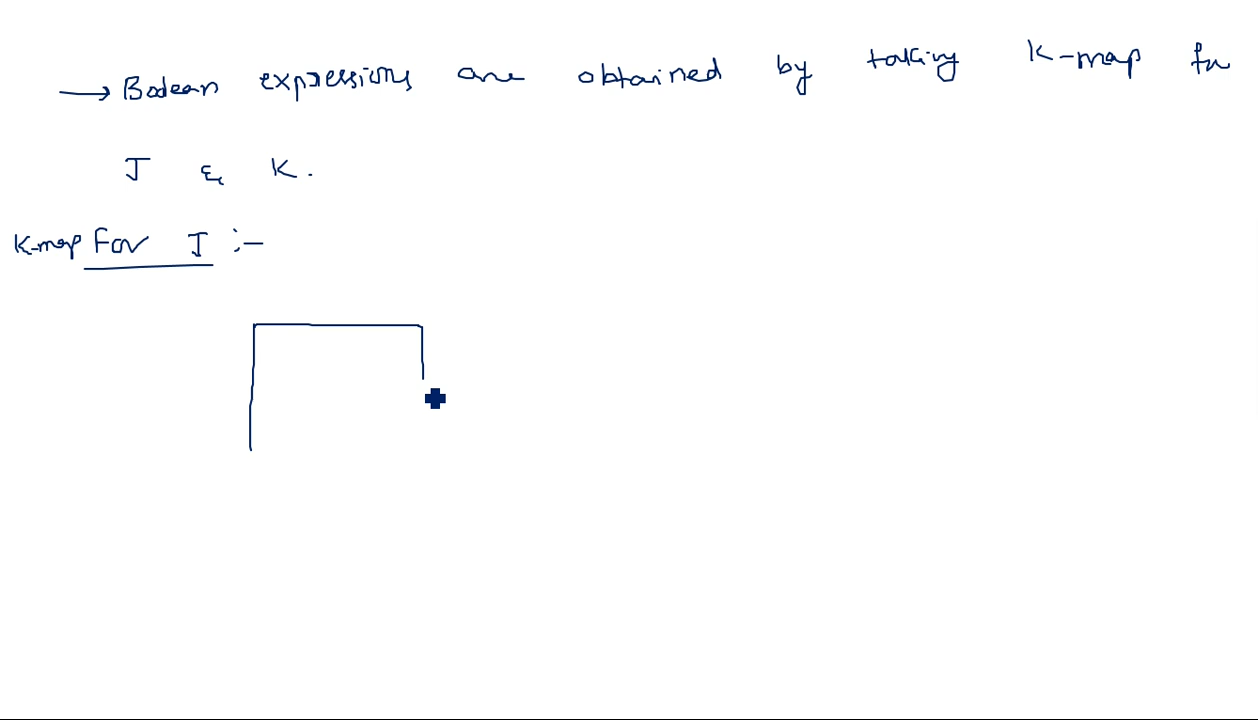 → Boolean expressions are obtained by taking K-map for
J & K.
K-map For J :-